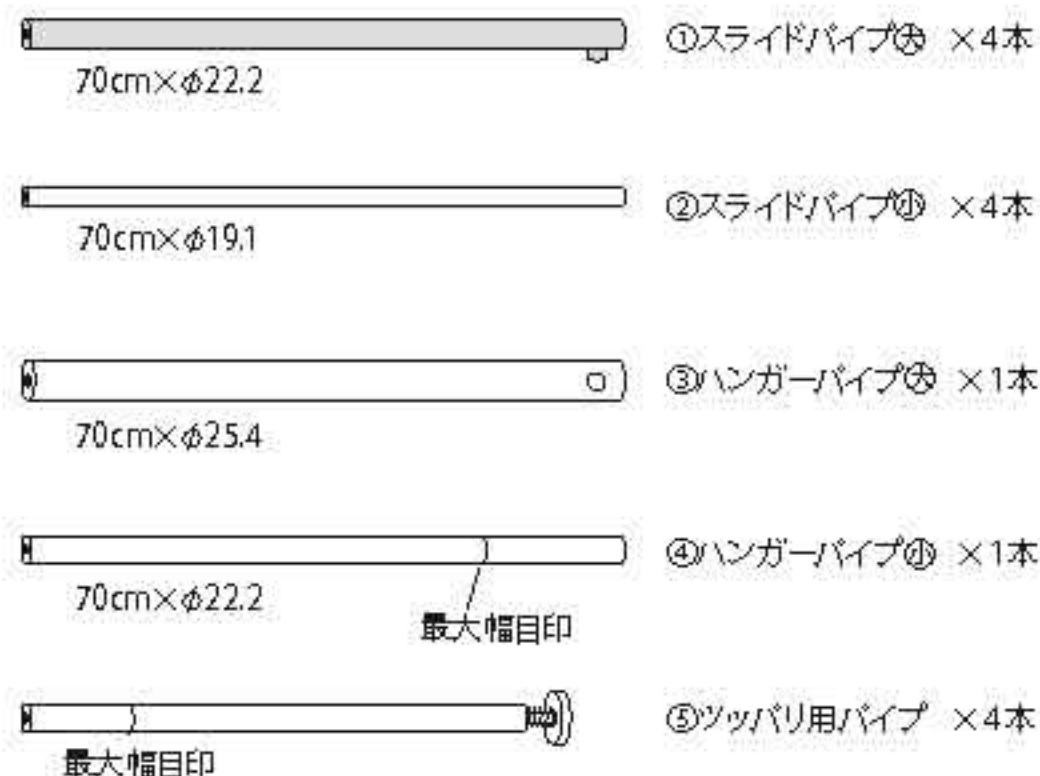 ①スライドパイプ㊅ ×4本
70cm×φ22.2
②スライドパイプ㊉ ×4本
70cm×φ19.1
③ハンガーパイプ ×1本
70cm×φ25.4
④ハンガーパイプ ×1本
70cm×φ22.2
最大幅目印
⑤ツッパリ用パイプ ×4本
最大幅目印